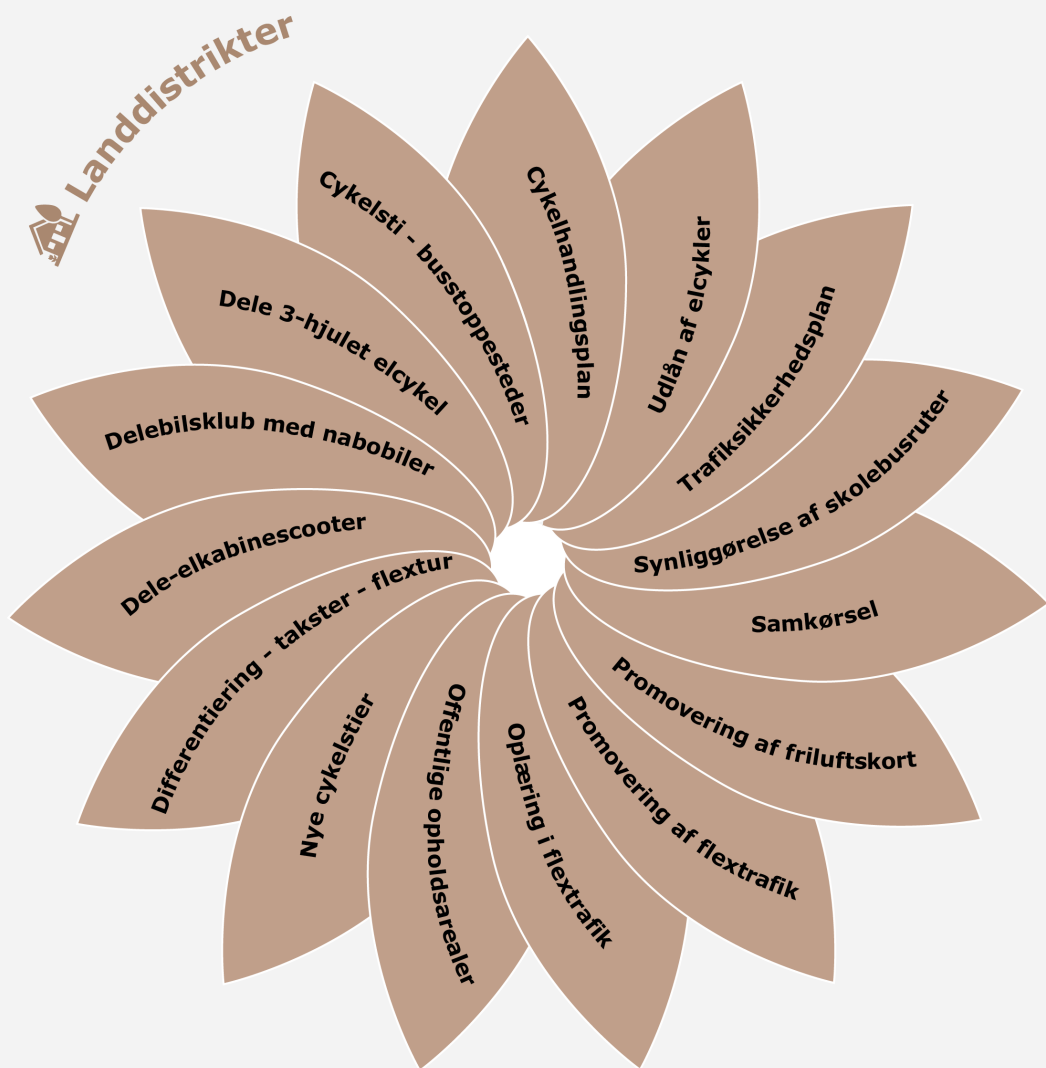 Landdistrikter
Cykelhandlingsplan
Udlån af elcykler
Trafiksikkerhedsplan
Synliggørelse af skolebusruter
Samkørsel
Promovering af friluftskort
Promovering af flextrafik
Oplæring i flextrafik
Offentlige opholdsarealer
Nye cykelstier
Differentiering - takster - flextur
Dele-elkabinescooter
Delebilsklub med nabobiler
Dele 3-hjulet elcykel
Cykelsti - busstoppesteder